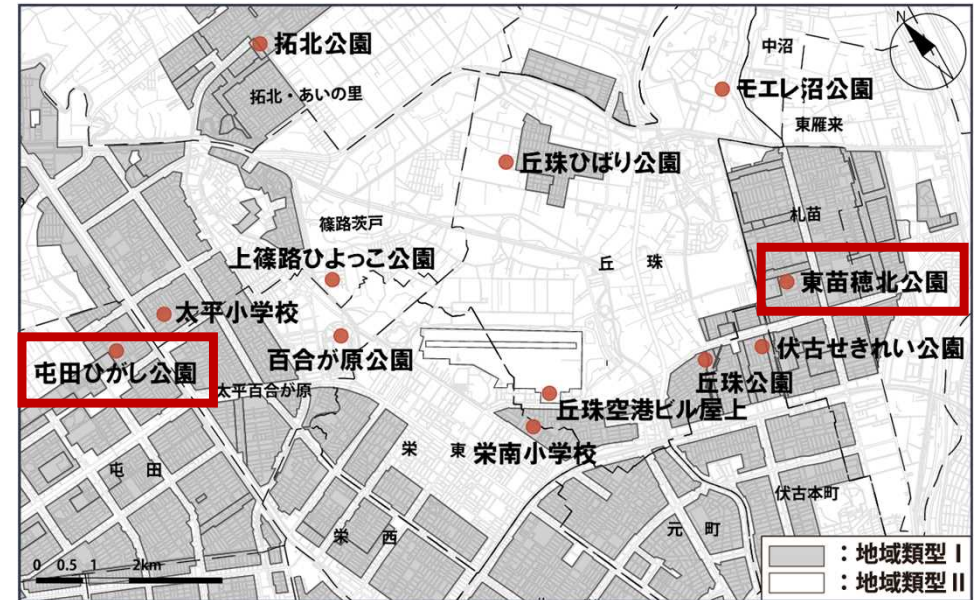 N
拓北公園
中沼
モエレ沼公園
拓北・あいの里
東雁来
丘珠ひばり公園
札苗
篠路茨戸
上篠路ひよっこ公園
丘 珠
東苗穂北公園
太平小学校
百合が原公園
伏古せきれい公園
屯田ひがし公園
太平百合が原
丘珠公園
丘珠空港ビル屋上
栄 東
栄南小学校
屯 田
伏古本町
栄 西
元 町
0 0.5 1 2km
：地域類型Ⅰ
：地域類型Ⅱ